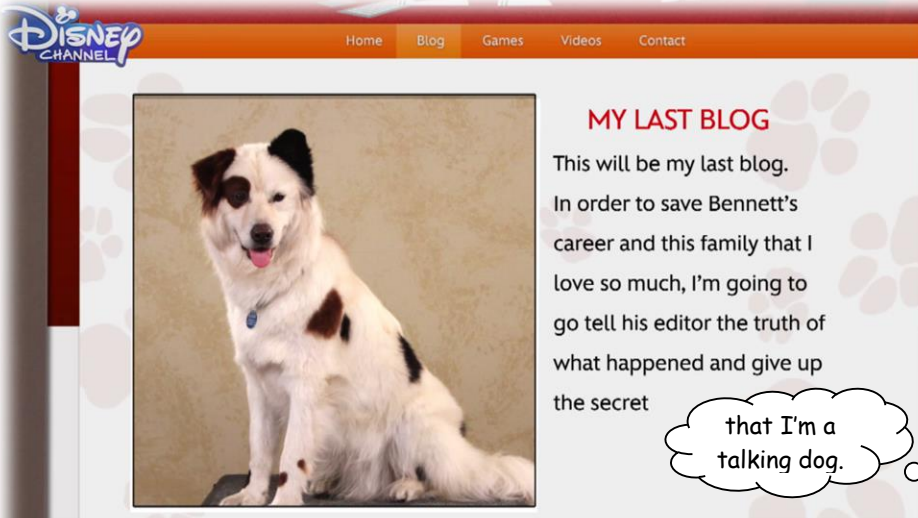 Disney
CHANNEL
Home Blog Games Videos Contact
MY LAST BLOG
This will be my last blog.
In order to save Bennett's
career and this family that I
love so much, I'm going to
go tell his editor the truth of
what happened and give up
the secret
that I'm a
talking dog.